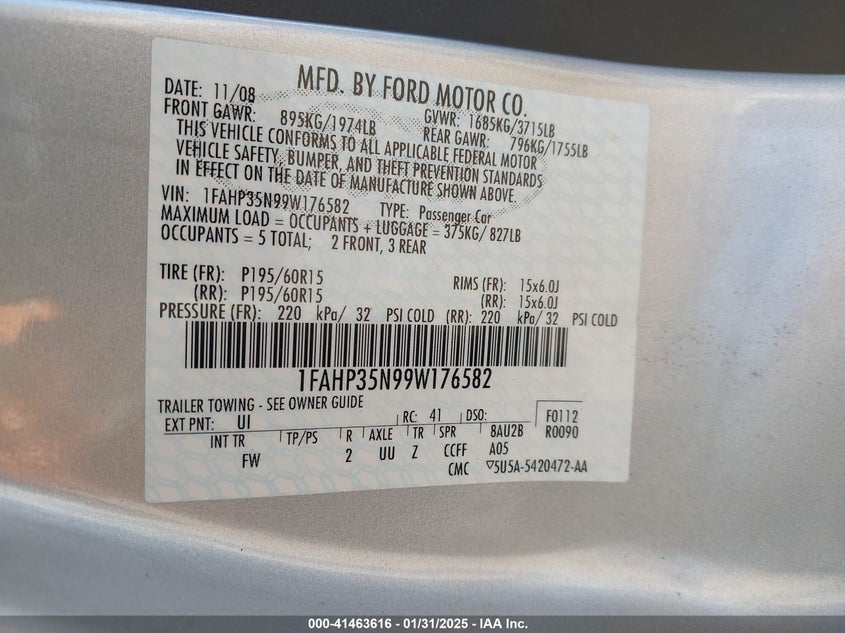 MFD. BY FORD MOTOR CO.
DATE: 11/08 GVWR: 1685KG/3715LB
FRONT GAWR: 895KG/1974LB REAR GAWR: 796KG/1755LB
THIS VEHICLE CONFORMS TO ALL APPLICABLE FEDERAL MOTOR
VEHICLE SAFETY, BUMPER, AND THEFT PREVENTION STANDARDS
IN EFFECT ON THE DATE OF MANUFACTURE SHOWN ABOVE.
VIN: 1FAHP35N99W176582 TYPE: Passenger Car
MAXIMUM LOAD = OCCUPANTS + LUGGAGE = 375KG/ 827LB
OCCUPANTS = 5 TOTAL; 2 FRONT, 3 REAR
TIRE (FR): P195/60R15 RIMS (FR): 15x6.0J
(RR): P195/60R15 (RR): 15x6.0J
PRESSURE (FR): 220 kPa/ 32 PSI COLD (RR): 220 kPa/ 32 PSI COLD
1FAHP35N99W176582
TRAILER TOWING - SEE OWNER GUIDE
EXT PNT: UI RC: 41 DSO: F0112
INT TR TP/PS R AXLE TR SPR 8AU2B R0090
FW 2 UU Z CCFF A05
CMC ▽5U5A-5420472-AA
000-41463616 - 01/31/2025 - IAA Inc.